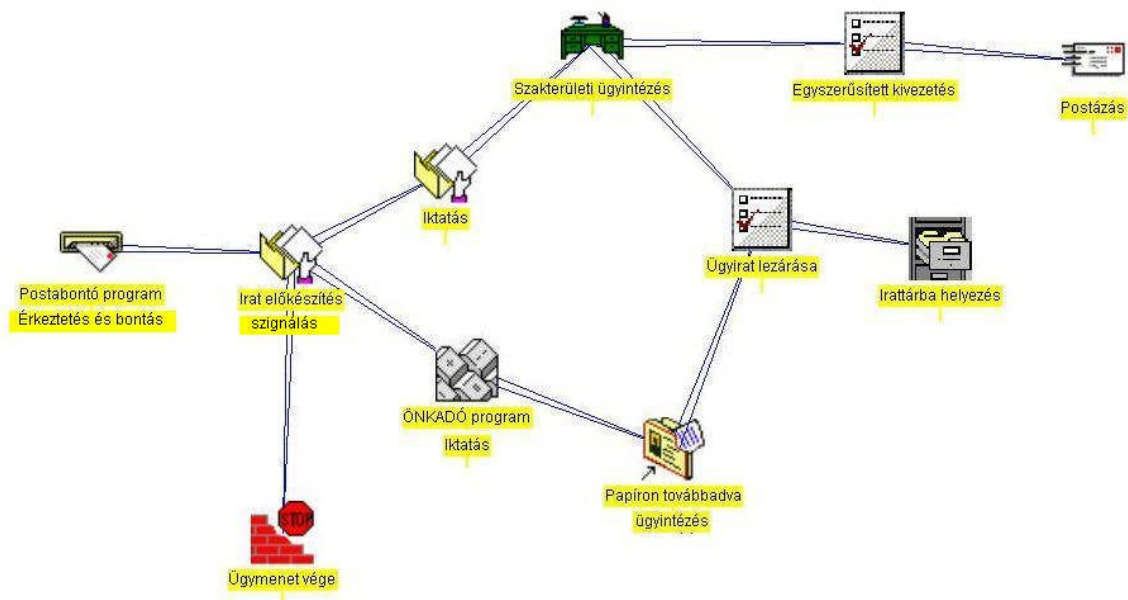 Szakterületi ügyintézés
Egyszerűsített kivezetés
Postázás
Iktatás
Ügyirat lezárása
Irattárba helyezés
Postabontó program
Érkeztetés és bontás
Irat előkészítés
szignálás
ÖNKADÓ program
Iktatás
Papíron továbbadva
ügyintézés
STOP
Ügymenet vége